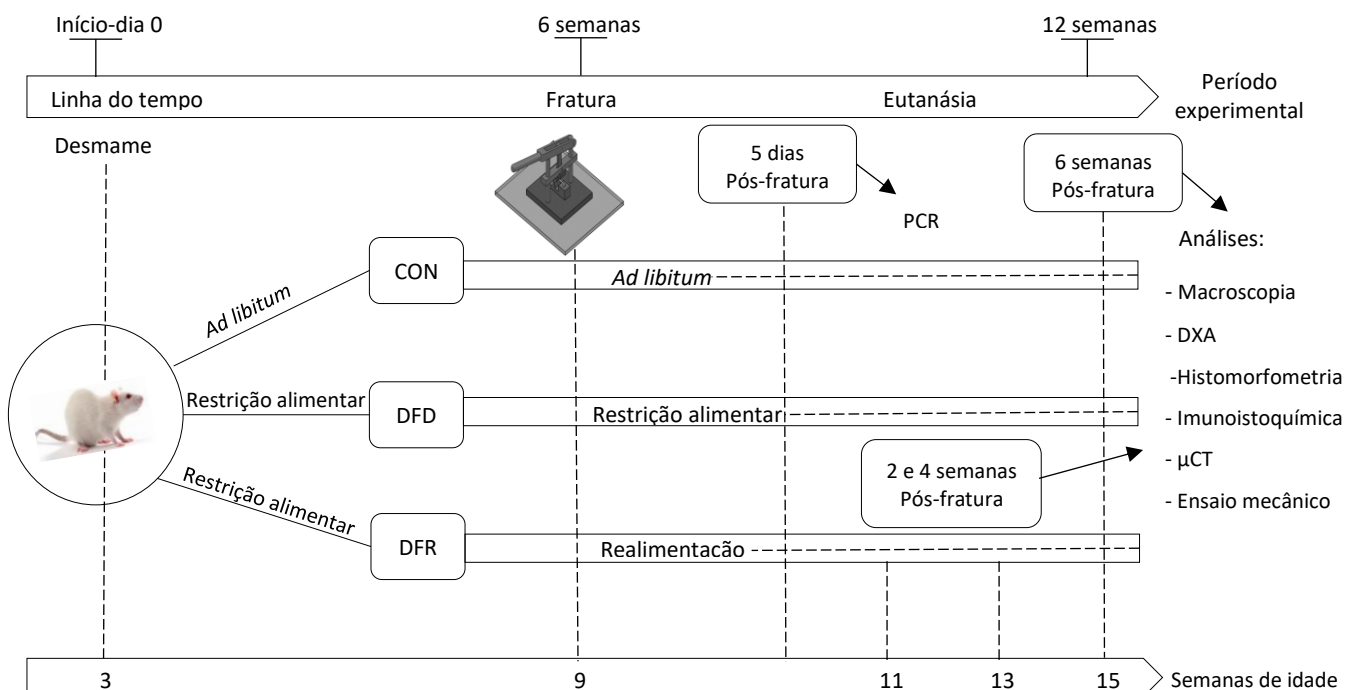 Início-dia 0
6 semanas
12 semanas
Linha do tempo
Fratura
Eutanásia
Período
experimental
Desmame
5 dias
Pós-fratura
6 semanas
Pós-fratura
PCR
Análises:
CON
Ad libitum
Ad libitum
- Macroscopia
- DXA
-Histomorfometria
Restrição alimentar
DFD
Restrição alimentar
- Imunoistoquímica
2 e 4 semanas
Pós-fratura
- µCT
- Ensaio mecânico
Restrição alimentar
DFR
Realimentacão
3
9
11
13
15
Semanas de idade